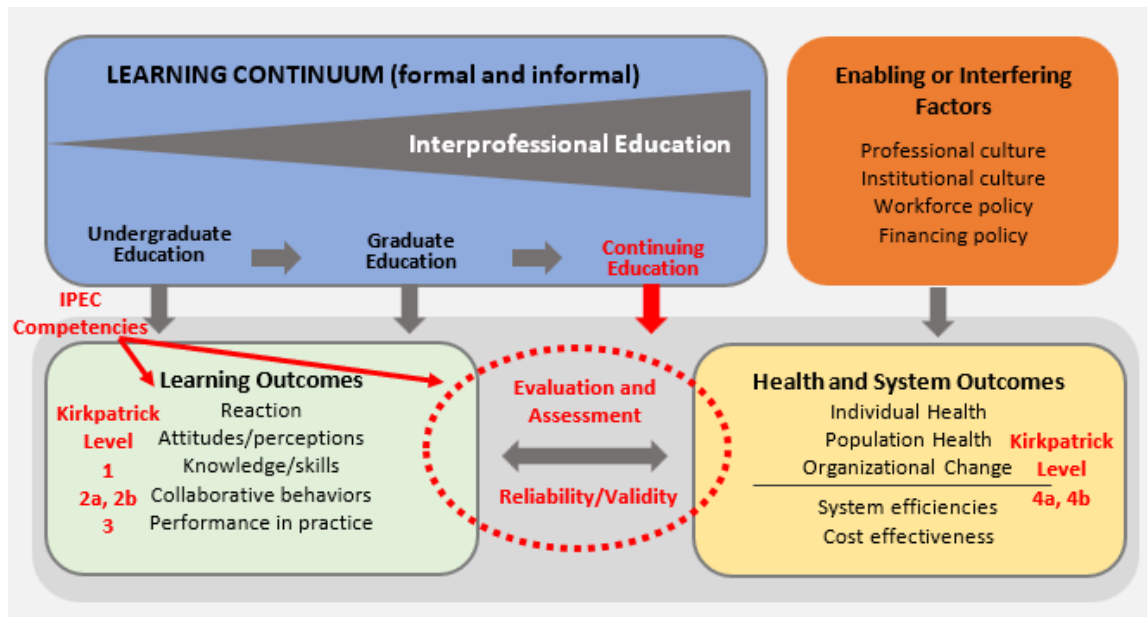 LEARNING CONTINUUM (formal and informal)
Interprofessional Education
Undergraduate
Education
Graduate
Education
Continuing
Education
Enabling or Interfering
Factors
Professional culture
Institutional culture
Workforce policy
Financing policy
IPEC
Competencies
Learning Outcomes
Reaction
Attitudes/perceptions
Knowledge/skills
Collaborative behaviors
Performance in practice
Kirkpatrick
Level
1
2a, 2b
3
Evaluation and
Assessment
Reliability/Validity
Health and System Outcomes
Individual Health
Population Health
Organizational Change
System efficiencies
Cost effectiveness
Kirkpatrick
Level
4a, 4b